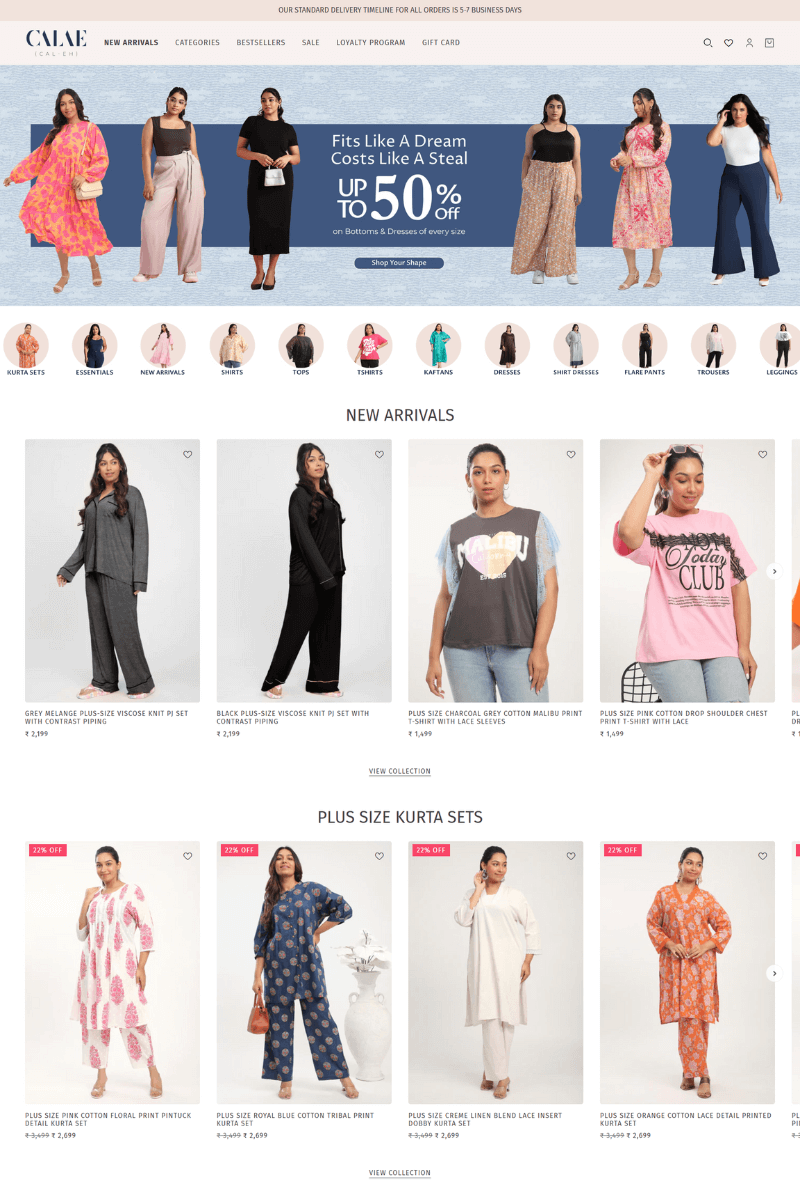 OUR STANDARD DELIVERY TIMELINE FOR ALL ORDERS IS 5-7 BUSINESS DAYS
CALAE
(CAL·EH)
NEW ARRIVALS CATEGORIES BESTSELLERS SALE LOYALTY PROGRAM GIFT CARD
Fits Like A Dream
Costs Like A Steal
UP TO 50% Off
on Bottoms & Dresses of every size
Shop Your Shape
KURTA SETS ESSENTIALS NEW ARRIVALS SHIRTS TOPS TSHIRTS KAFTANS DRESSES SHIRT DRESSES FLARE PANTS TROUSERS LEGGINGS
NEW ARRIVALS
MALIBU
NOT
Today
CLUB
GREY MELANGE PLUS-SIZE VISCOSE KNIT PJ SET
WITH CONTRAST PIPING
₹ 2,199
BLACK PLUS-SIZE VISCOSE KNIT PJ SET WITH
CONTRAST PIPING
₹ 2,199
PLUS SIZE CHARCOAL GREY COTTON MALIBU PRINT
T-SHIRT WITH LACE SLEEVES
₹ 1,499
PLUS SIZE PINK COTTON DROP SHOULDER CHEST
PRINT T-SHIRT WITH LACE
₹ 1,499
VIEW COLLECTION
PLUS SIZE KURTA SETS
22% OFF
22% OFF
22% OFF
22% OFF
PLUS SIZE PINK COTTON FLORAL PRINT PINTUCK
DETAIL KURTA SET
₹ 3,499 ₹ 2,699
PLUS SIZE ROYAL BLUE COTTON TRIBAL PRINT
KURTA SET
₹ 3,499 ₹ 2,699
PLUS SIZE CREME LINEN BLEND LACE INSERT
DOBBY KURTA SET
₹ 3,499 ₹ 2,699
PLUS SIZE ORANGE COTTON LACE DETAIL PRINTED
KURTA SET
₹ 3,499 ₹ 2,699
VIEW COLLECTION